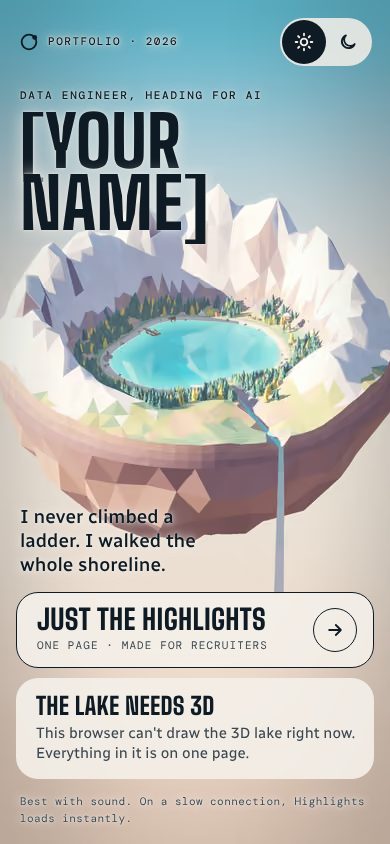 PORTFOLIO · 2026
DATA ENGINEER, HEADING FOR AI
[YOUR
NAME]
I never climbed a
ladder. I walked the
whole shoreline.
JUST THE HIGHLIGHTS
ONE PAGE · MADE FOR RECRUITERS
THE LAKE NEEDS 3D
This browser can't draw the 3D lake right now.
Everything in it is on one page.
Best with sound. On a slow connection, Highlights
loads instantly.